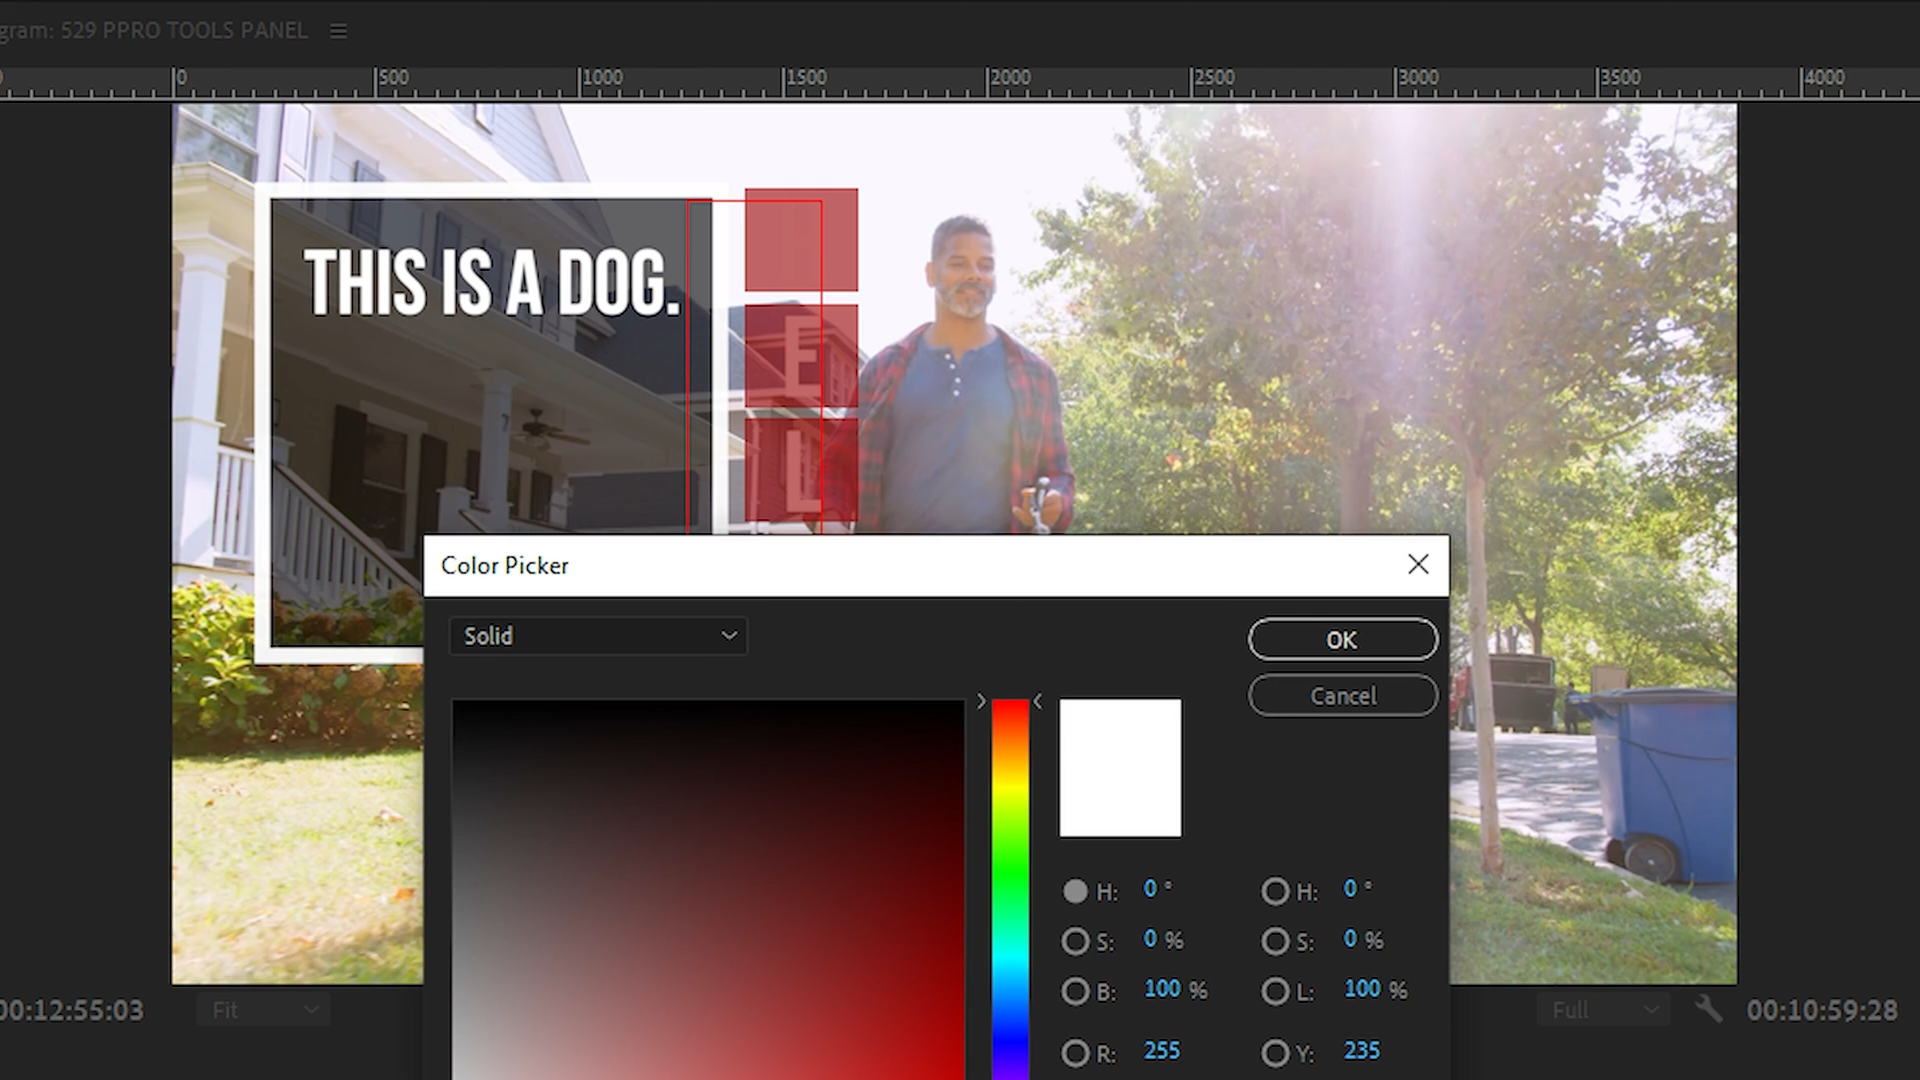 gram: 529 PPRO TOOLS PANEL
0 500 1000 1500 2000 2500 3000 3500 4000
THIS IS A DOG.
E
L
Color Picker
Solid
OK
Cancel
H: 0 ° H: 0 °
S: 0 % S: 0 %
B: 100 % L: 100 %
R: 255 Y: 235
00:12:55:03 Fit Full 00:10:59:28